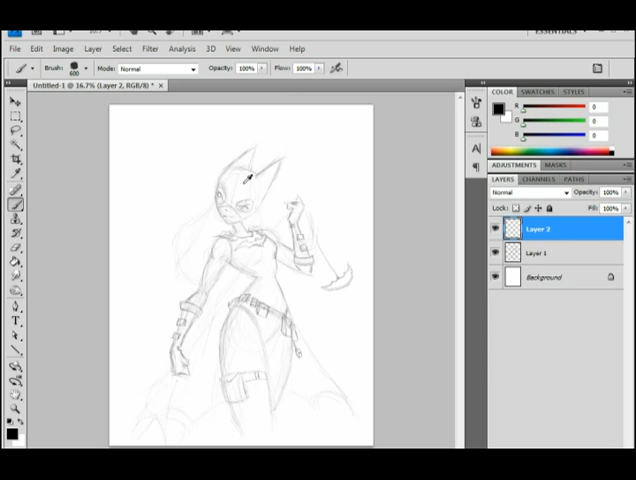 ESSENTIALS
File Edit Image Layer Select Filter Analysis 3D View Window Help
Brush: 600 Mode: Normal Opacity: 100% Flow: 100%
Untitled-1 @ 16.7% (Layer 2, RGB/8) *
COLOR SWATCHES STYLES
R 0
G 0
B 0
ADJUSTMENTS MASKS
LAYERS CHANNELS PATHS
Normal Opacity: 100%
Lock: Fill: 100%
Layer 2
Layer 1
Background